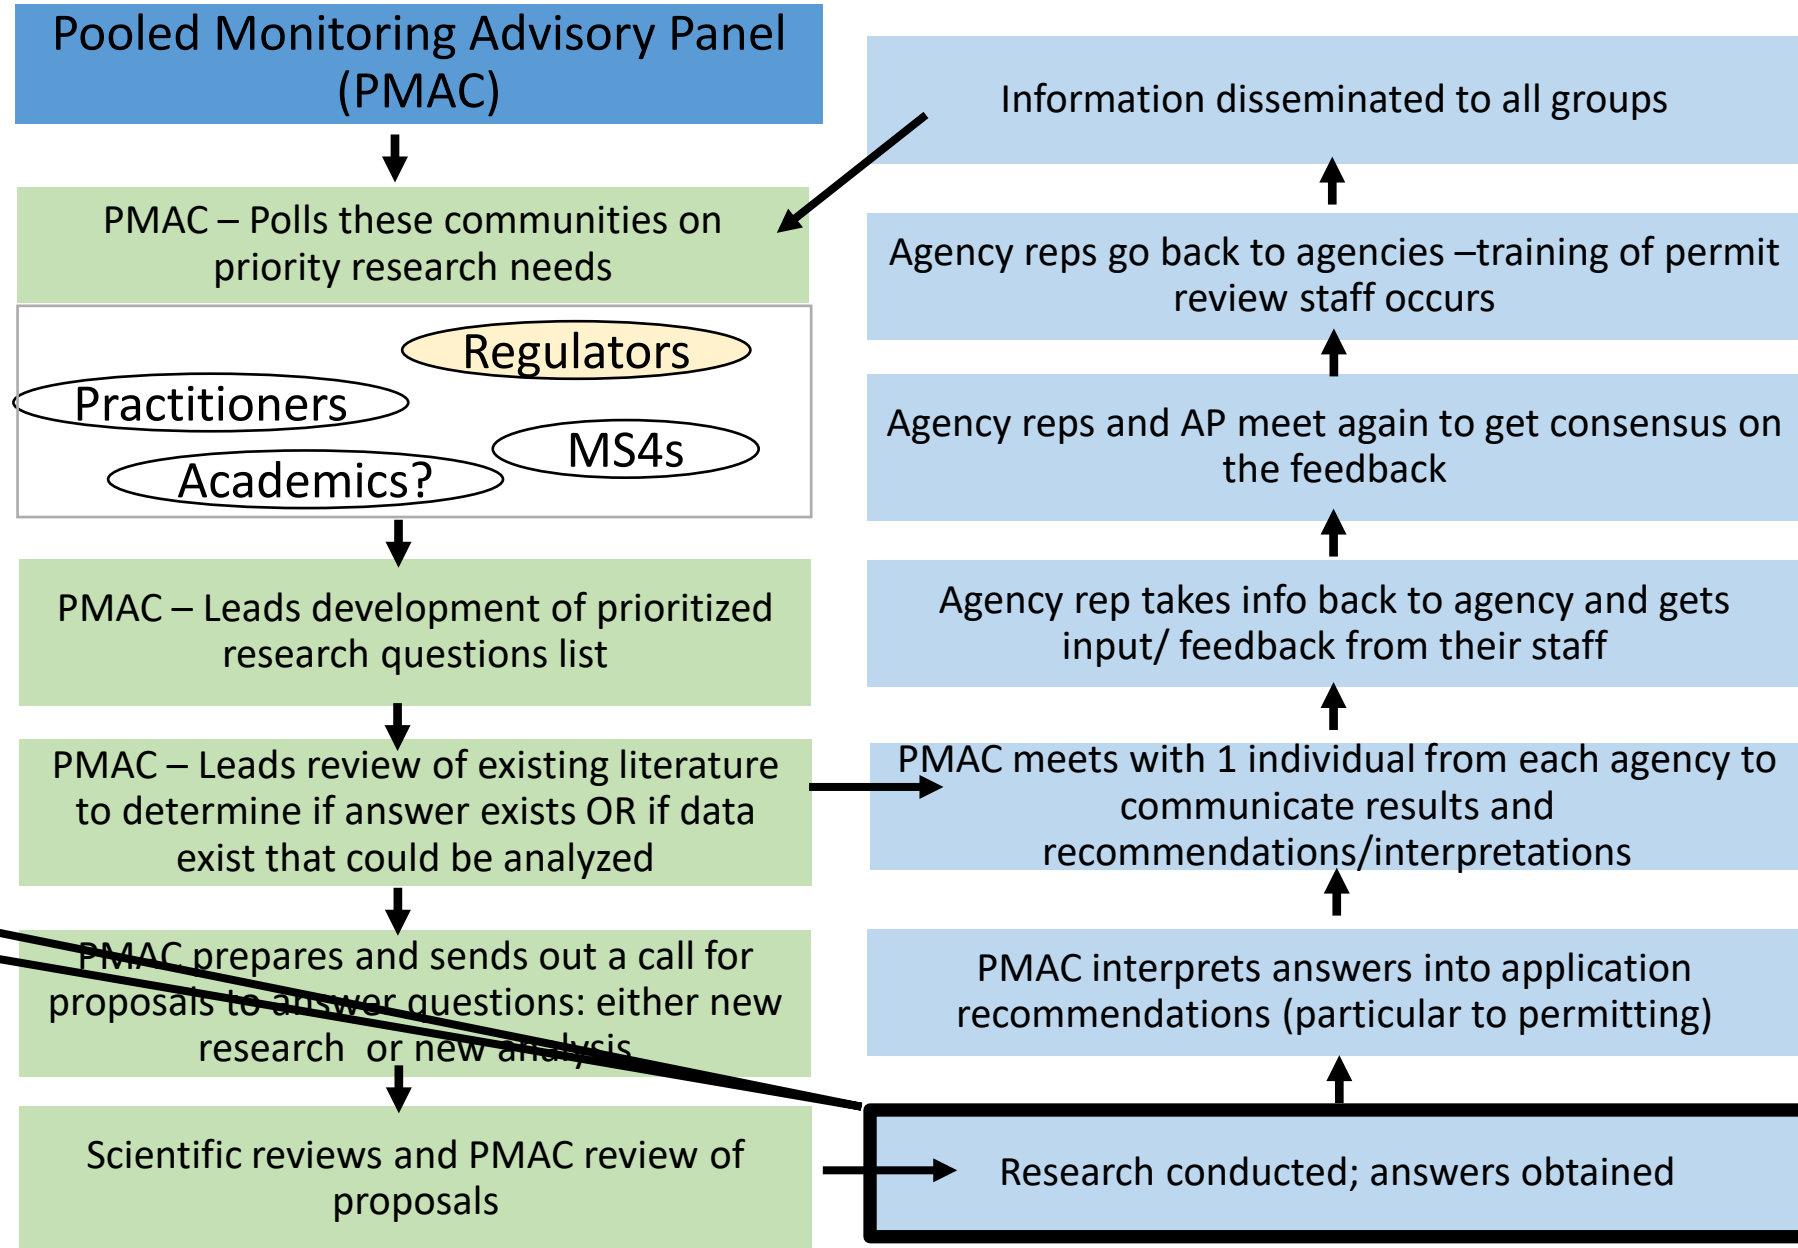 Pooled Monitoring Advisory Panel
(PMAC)
PMAC – Polls these communities on
priority research needs
Regulators
Practitioners
MS4s
Academics?
PMAC – Leads development of prioritized
research questions list
PMAC – Leads review of existing literature
to determine if answer exists OR if data
exist that could be analyzed
PMAC prepares and sends out a call for
proposals to answer questions: either new
research or new analysis
Scientific reviews and PMAC review of
proposals
Information disseminated to all groups
Agency reps go back to agencies –training of permit
review staff occurs
Agency reps and AP meet again to get consensus on
the feedback
Agency rep takes info back to agency and gets
input/ feedback from their staff
PMAC meets with 1 individual from each agency to
communicate results and
recommendations/interpretations
PMAC interprets answers into application
recommendations (particular to permitting)
Research conducted; answers obtained